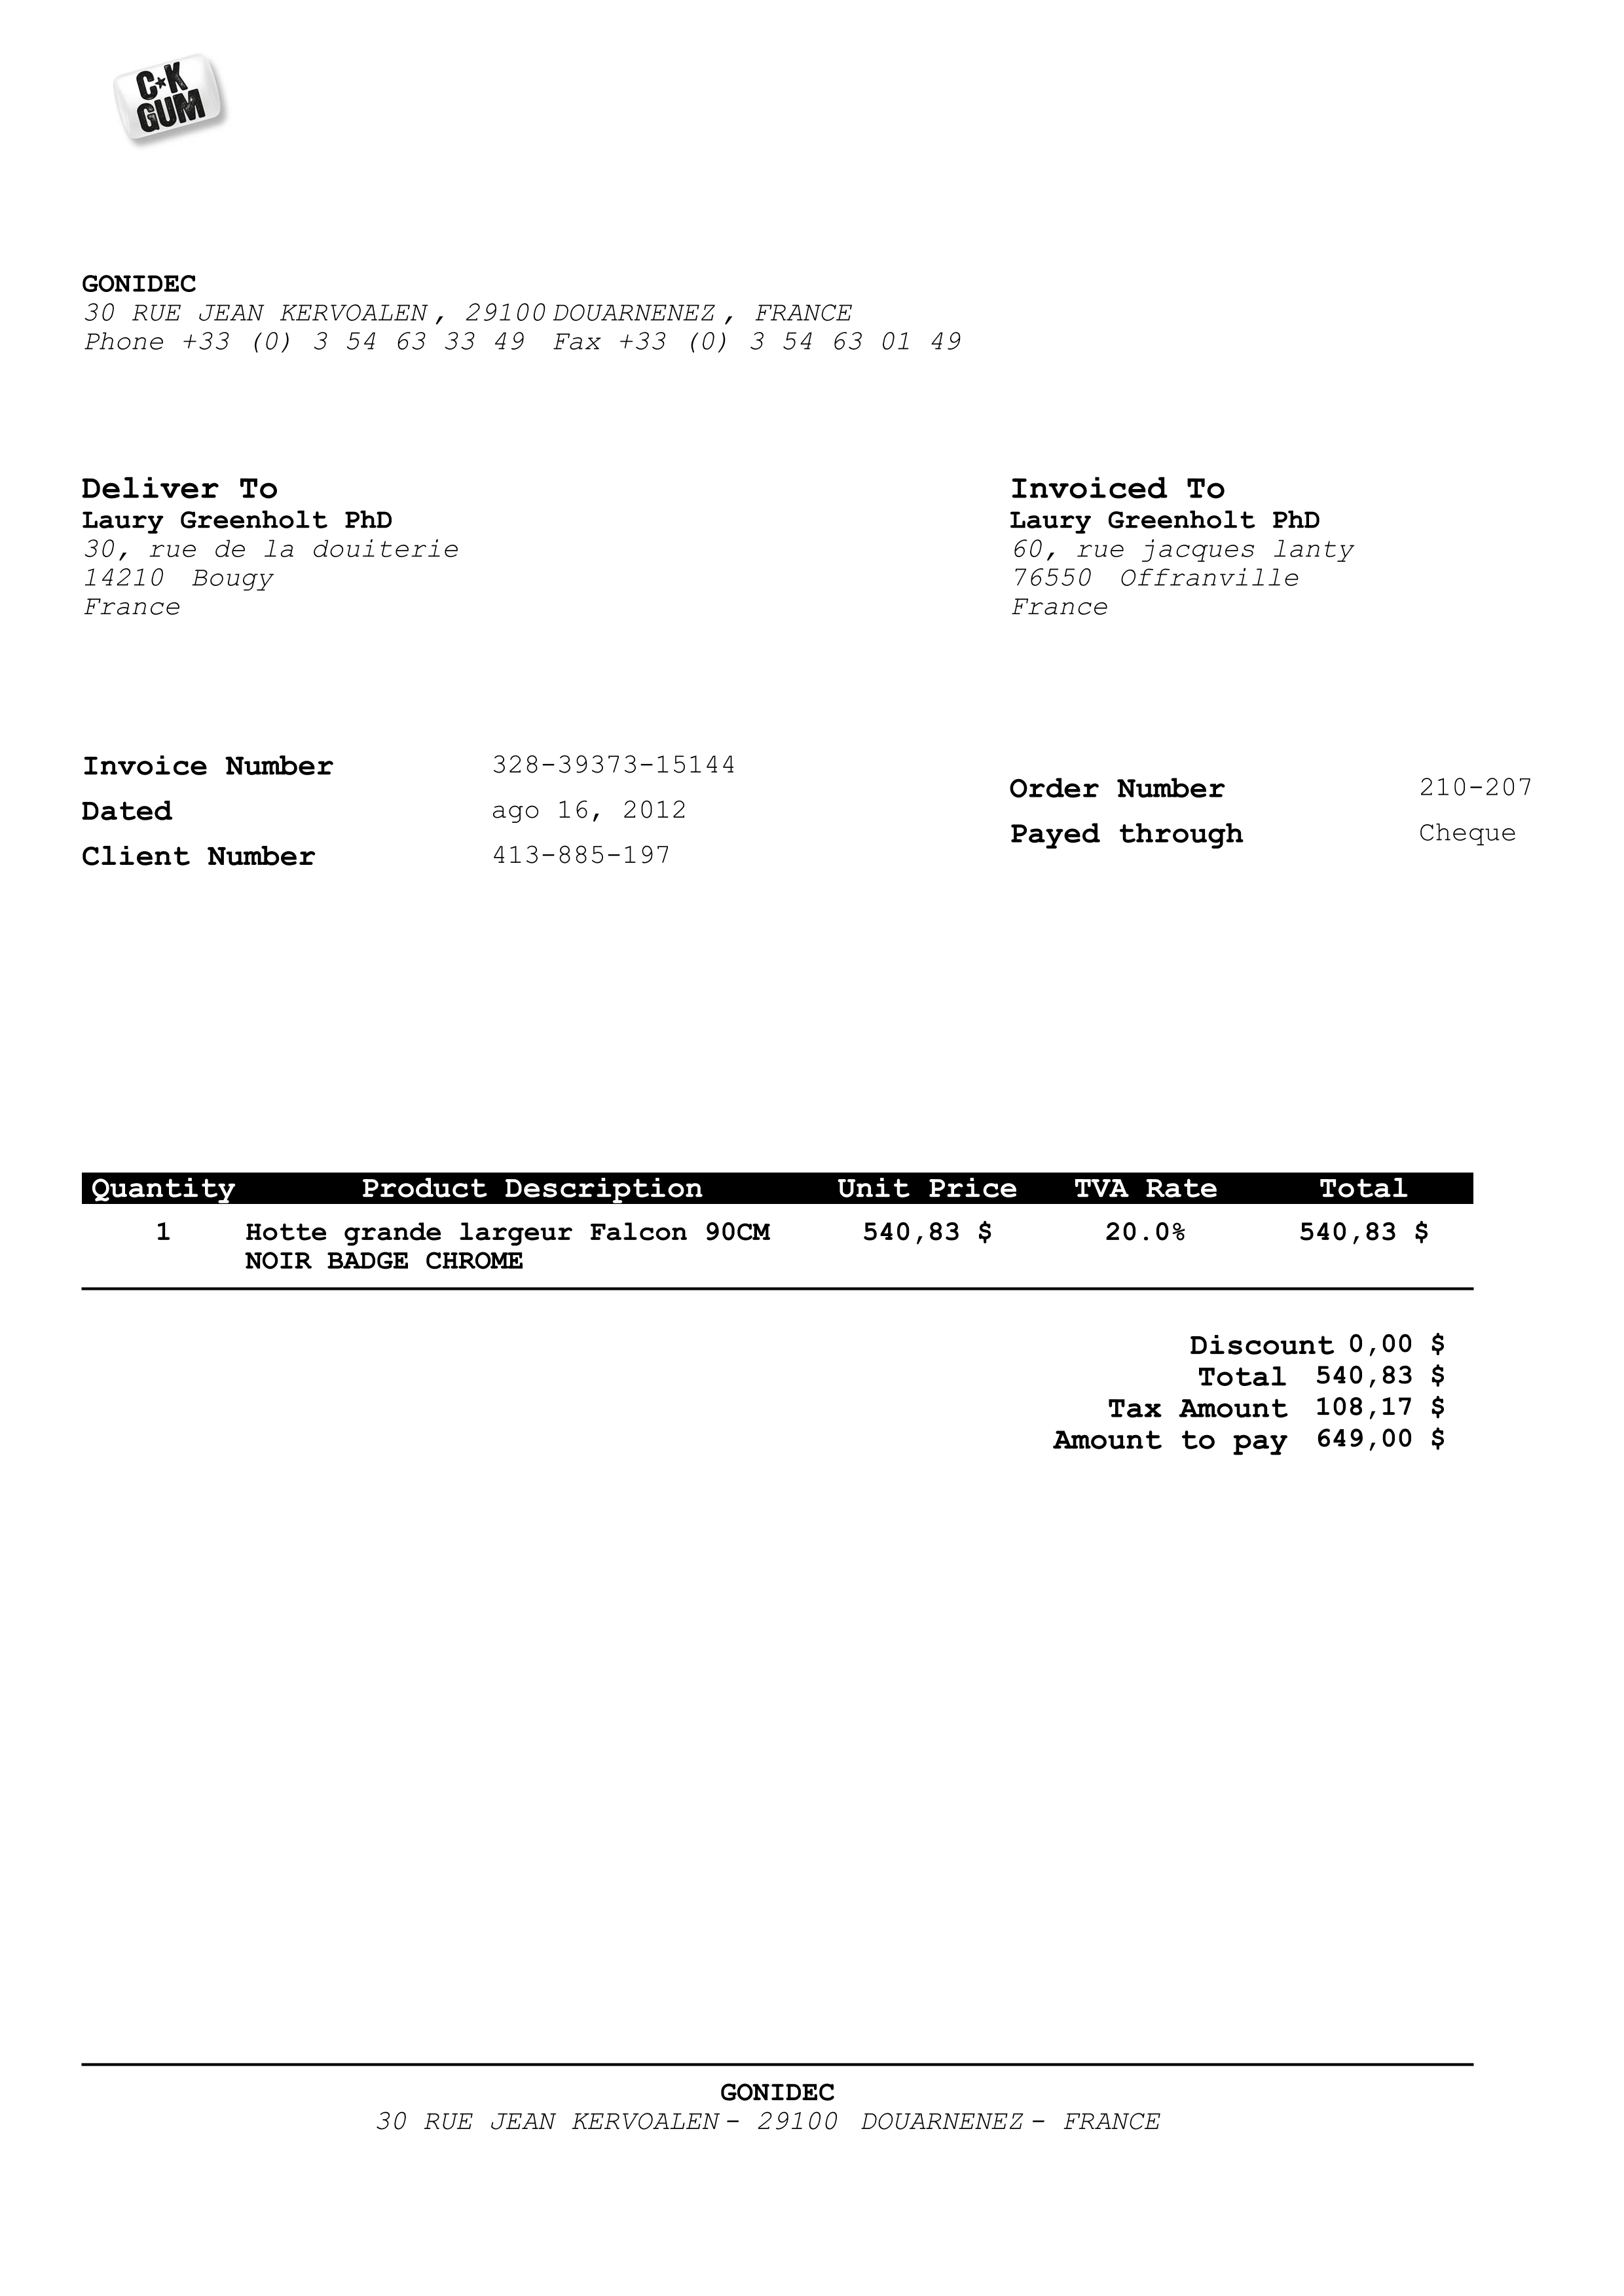 C★K
GUM
GONIDEC
30 RUE JEAN KERVOALEN, 29100 DOUARNENEZ, FRANCE
Phone +33 (0) 3 54 63 33 49 Fax +33 (0) 3 54 63 01 49
Deliver To
Laury Greenholt PhD
30, rue de la douiterie
14210 Bougy
France
Invoiced To
Laury Greenholt PhD
60, rue jacques lanty
76550 Offranville
France
Invoice Number 328-39373-15144
Dated ago 16, 2012
Client Number 413-885-197
Order Number 210-207
Payed through Cheque
Quantity Product Description Unit Price TVA Rate Total
1 Hotte grande largeur Falcon 90CM 540,83 $ 20.0% 540,83 $
NOIR BADGE CHROME
Discount 0,00 $
Total 540,83 $
Tax Amount 108,17 $
Amount to pay 649,00 $
GONIDEC
30 RUE JEAN KERVOALEN - 29100 DOUARNENEZ - FRANCE